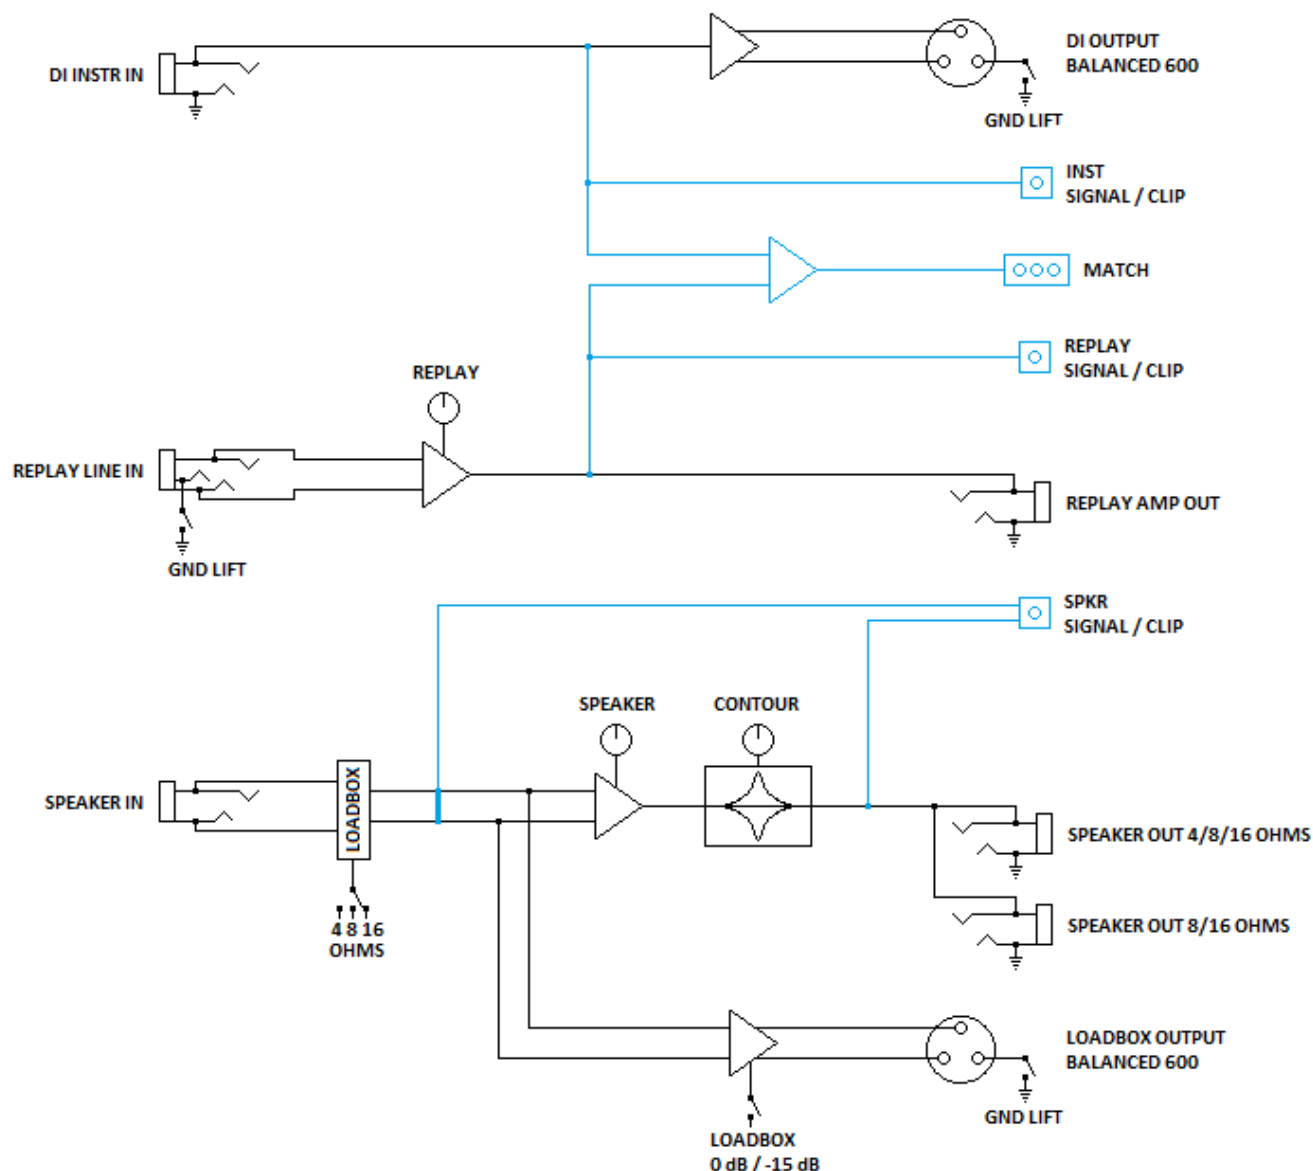 DI INSTR IN
DI OUTPUT
BALANCED 600
GND LIFT
INST
SIGNAL / CLIP
MATCH
REPLAY
SIGNAL / CLIP
REPLAY
REPLAY LINE IN
REPLAY AMP OUT
GND LIFT
SPKR
SIGNAL / CLIP
SPEAKER
CONTOUR
SPEAKER IN
LOADBOX
4 8 16
OHMS
SPEAKER OUT 4/8/16 OHMS
SPEAKER OUT 8/16 OHMS
LOADBOX OUTPUT
BALANCED 600
GND LIFT
LOADBOX
0 dB / -15 dB